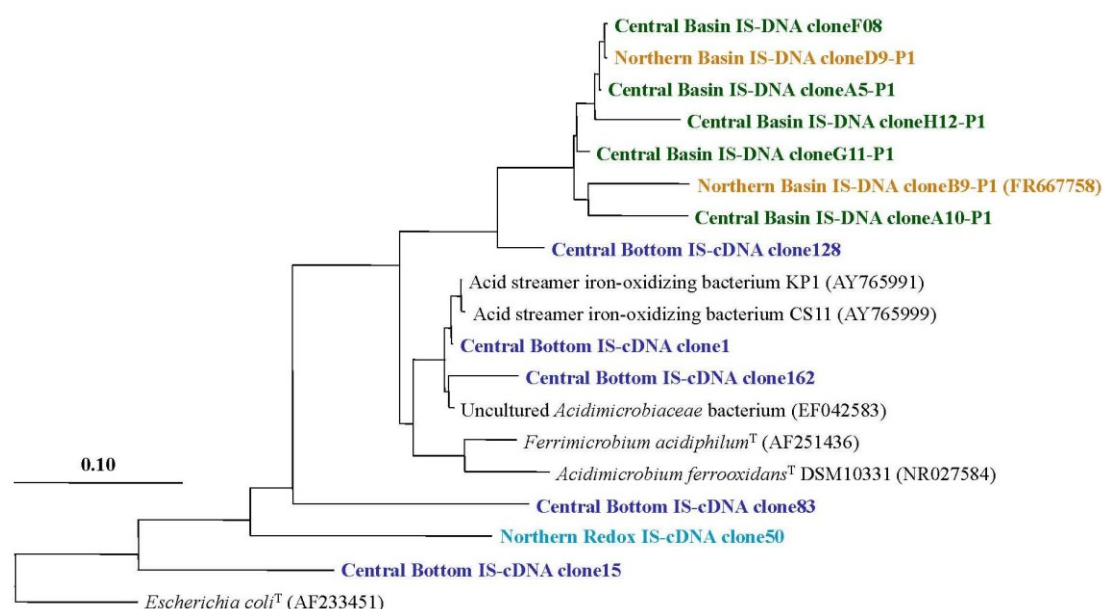 Central Basin IS-DNA cloneF08
Northern Basin IS-DNA cloneD9-P1
Central Basin IS-DNA cloneA5-P1
Central Basin IS-DNA cloneH12-P1
Central Basin IS-DNA cloneG11-P1
Northern Basin IS-DNA cloneB9-P1 (FR667758)
Central Basin IS-DNA cloneA10-P1
Central Bottom IS-cDNA clone128
Acid streamer iron-oxidizing bacterium KP1 (AY765991)
Acid streamer iron-oxidizing bacterium CS11 (AY765999)
Central Bottom IS-cDNA clone1
Central Bottom IS-cDNA clone162
Uncultured Acidimicrobiaceae bacterium (EF042583)
Ferrimicrobium acidiphilumᵀ (AF251436)
0.10
Acidimicrobium ferrooxidansᵀ DSM10331 (NR027584)
Central Bottom IS-cDNA clone83
Northern Redox IS-cDNA clone50
Central Bottom IS-cDNA clone15
Escherichia coliᵀ (AF233451)